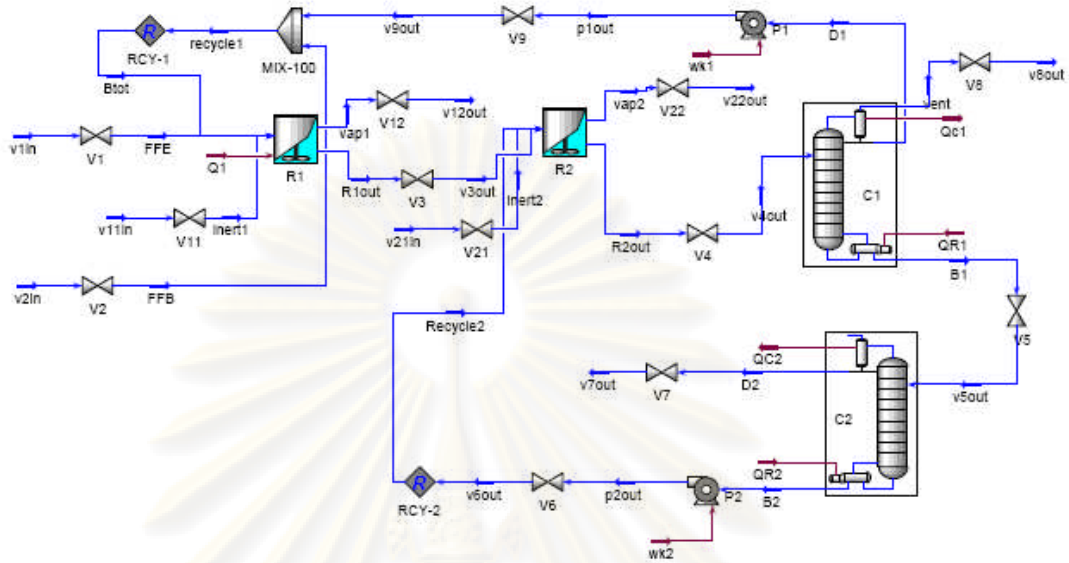 v9out
V9
p1out
P1
D1
RCY-1
recycle1
MIX-100
wk1
V8
v8out
vent
Btot
vap1
V12
v12out
vap2
V22
v22out
Qc1
v1in
V1
FFE
Q1
R1
R1out
V3
v3out
R2
Inert2
C1
v4out
v11in
V11
Inert1
v21in
V21
R2out
V4
QR1
B1
v2in
V2
FFB
Recycle2
V5
QC2
v7out
V7
D2
v5out
C2
QR2
RCY-2
v6out
V6
p2out
P2
B2
wk2